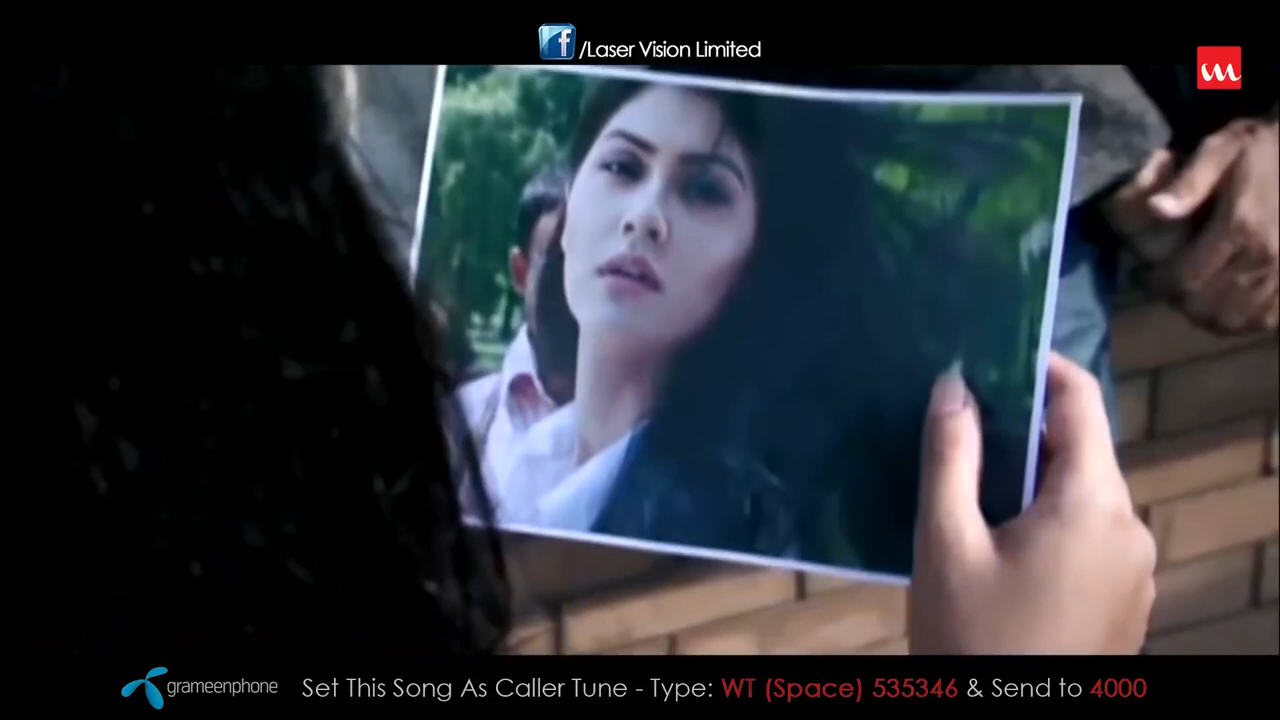 f/Laser Vision Limited
grameenphone Set This Song As Caller Tune - Type: WT (Space) 535346 & Send to 4000